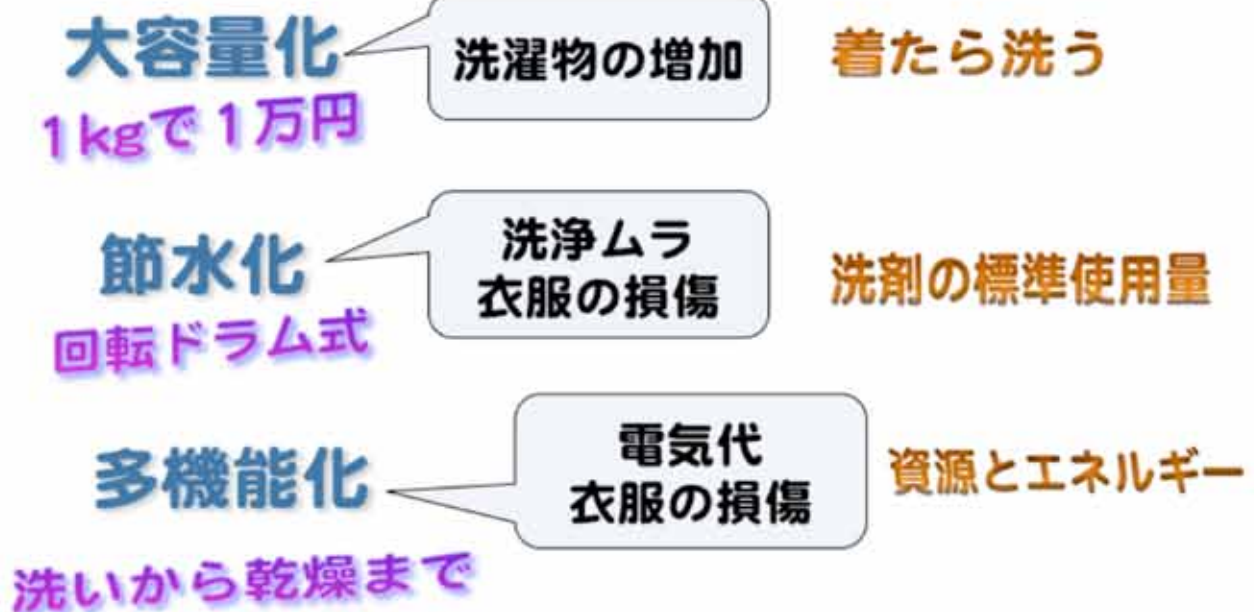 大容量化
洗濯物の増加
着たら洗う
1kgで1万円
節水化
洗浄ムラ
衣服の損傷
洗剤の標準使用量
回転ドラム式
多機能化
電気代
衣服の損傷
資源とエネルギー
洗いから乾燥まで